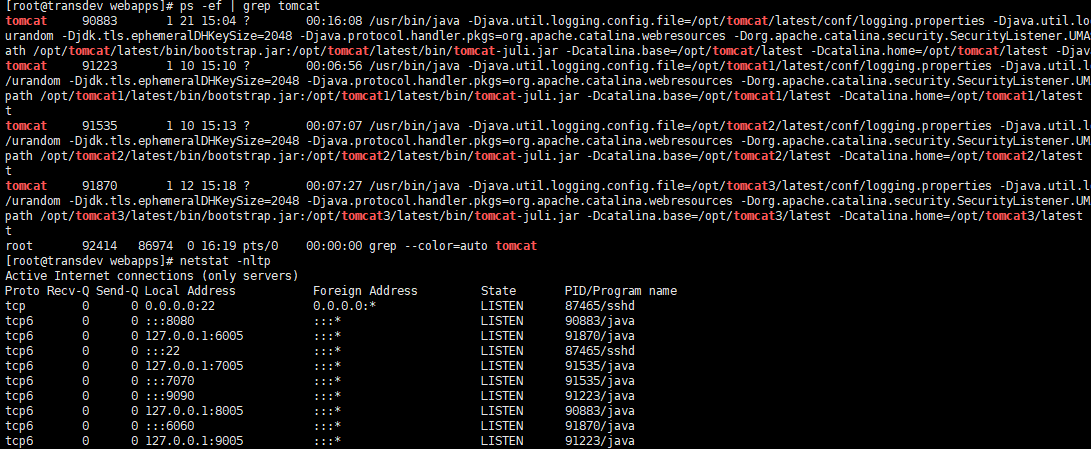 [root@transdev webapps]# ps -ef | grep tomcat
tomcat 90883 1 21 15:04 ? 00:16:08 /usr/bin/java -Djava.util.logging.config.file=/opt/tomcat/latest/conf/logging.properties -Djava.util.lo
urandom -Djdk.tls.ephemeralDHKeySize=2048 -Djava.protocol.handler.pkgs=org.apache.catalina.webresources -Dorg.apache.catalina.security.SecurityListener.UMA
ath /opt/tomcat/latest/bin/bootstrap.jar:/opt/tomcat/latest/bin/tomcat-juli.jar -Dcatalina.base=/opt/tomcat/latest -Dcatalina.home=/opt/tomcat/latest -Djav
tomcat 91223 1 10 15:10 ? 00:06:56 /usr/bin/java -Djava.util.logging.config.file=/opt/tomcat1/latest/conf/logging.properties -Djava.util.l
/urandom -Djdk.tls.ephemeralDHKeySize=2048 -Djava.protocol.handler.pkgs=org.apache.catalina.webresources -Dorg.apache.catalina.security.SecurityListener.UM
path /opt/tomcat1/latest/bin/bootstrap.jar:/opt/tomcat1/latest/bin/tomcat-juli.jar -Dcatalina.base=/opt/tomcat1/latest -Dcatalina.home=/opt/tomcat1/latest
t
tomcat 91535 1 10 15:13 ? 00:07:07 /usr/bin/java -Djava.util.logging.config.file=/opt/tomcat2/latest/conf/logging.properties -Djava.util.l
/urandom -Djdk.tls.ephemeralDHKeySize=2048 -Djava.protocol.handler.pkgs=org.apache.catalina.webresources -Dorg.apache.catalina.security.SecurityListener.UM
path /opt/tomcat2/latest/bin/bootstrap.jar:/opt/tomcat2/latest/bin/tomcat-juli.jar -Dcatalina.base=/opt/tomcat2/latest -Dcatalina.home=/opt/tomcat2/latest
t
tomcat 91870 1 12 15:18 ? 00:07:27 /usr/bin/java -Djava.util.logging.config.file=/opt/tomcat3/latest/conf/logging.properties -Djava.util.l
/urandom -Djdk.tls.ephemeralDHKeySize=2048 -Djava.protocol.handler.pkgs=org.apache.catalina.webresources -Dorg.apache.catalina.security.SecurityListener.UM
path /opt/tomcat3/latest/bin/bootstrap.jar:/opt/tomcat3/latest/bin/tomcat-juli.jar -Dcatalina.base=/opt/tomcat3/latest -Dcatalina.home=/opt/tomcat3/latest
t
root 92414 86974 0 16:19 pts/0 00:00:00 grep --color=auto tomcat
[root@transdev webapps]# netstat -nltp
Active Internet connections (only servers)
Proto Recv-Q Send-Q Local Address Foreign Address State PID/Program name
tcp 0 0 0.0.0.0:22 0.0.0.0:* LISTEN 87465/sshd
tcp6 0 0 :::8080 :::* LISTEN 90883/java
tcp6 0 0 127.0.0.1:6005 :::* LISTEN 91870/java
tcp6 0 0 :::22 :::* LISTEN 87465/sshd
tcp6 0 0 127.0.0.1:7005 :::* LISTEN 91535/java
tcp6 0 0 :::7070 :::* LISTEN 91535/java
tcp6 0 0 :::9090 :::* LISTEN 91223/java
tcp6 0 0 127.0.0.1:8005 :::* LISTEN 90883/java
tcp6 0 0 :::6060 :::* LISTEN 91870/java
tcp6 0 0 127.0.0.1:9005 :::* LISTEN 91223/java